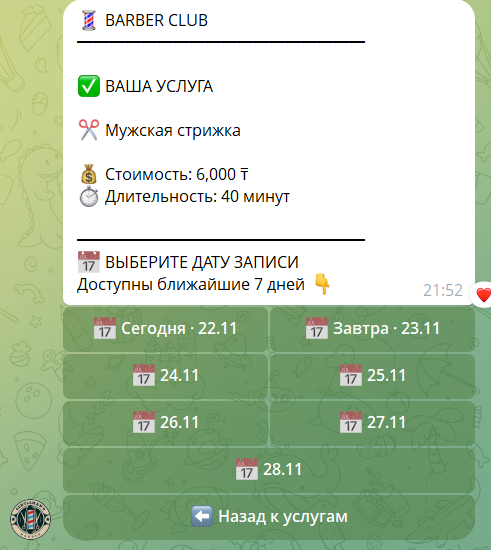 💈 BARBER CLUB
✅ ВАША УСЛУГА
✂️ Мужская стрижка
💰 Стоимость: 6,000 ₸
⏱ Длительность: 40 минут
📅 ВЫБЕРИТЕ ДАТУ ЗАПИСИ
Доступны ближайшие 7 дней 👇
21:52
📅 Сегодня · 22.11
📅 Завтра · 23.11
📅 24.11
📅 25.11
📅 26.11
📅 27.11
📅 28.11
⬅️ Назад к услугам